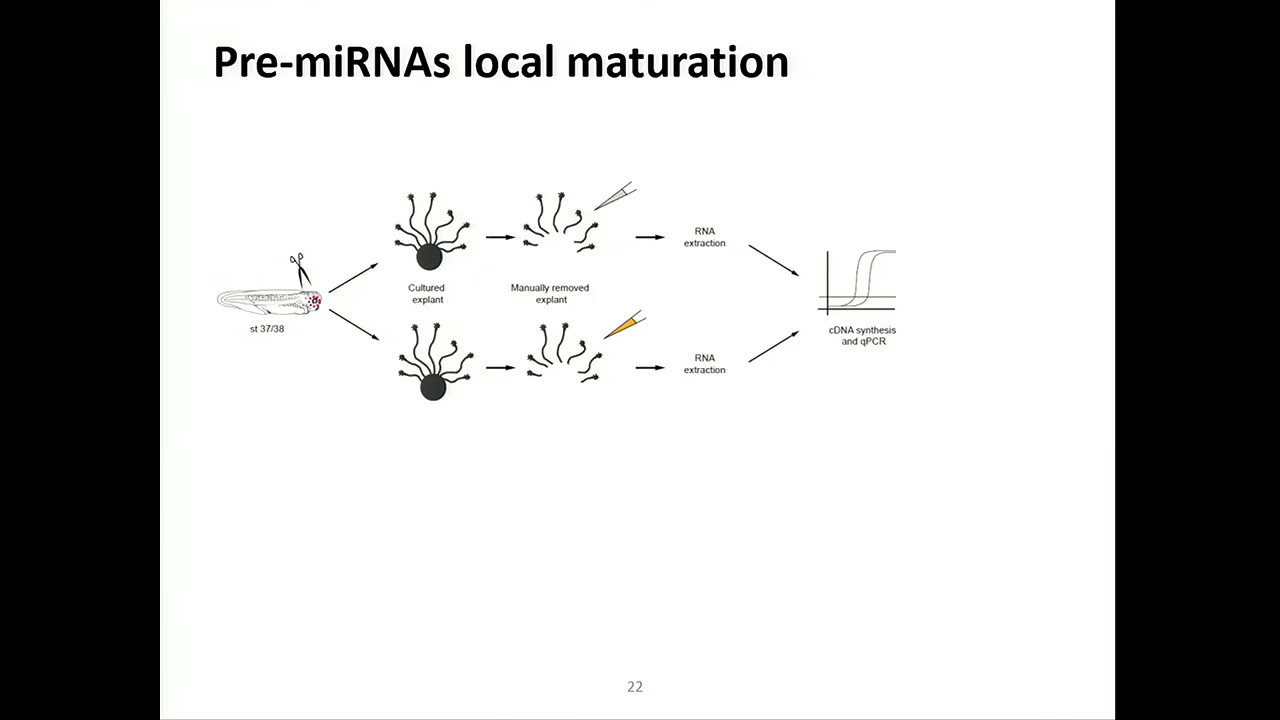 Pre-miRNAs local maturation
RNA
extraction
Cultured
explant
Manually removed
explant
st 37/38
cDNA synthesis
and qPCR
RNA
extraction
22